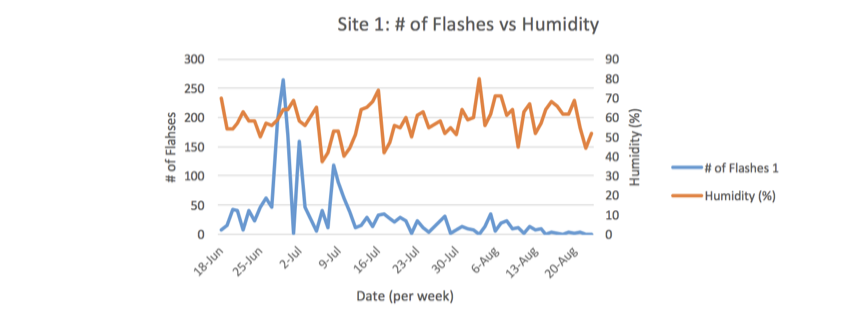 Site 1: # of Flashes vs Humidity
300
250
200
150
100
50
0
# of Flahses
90
80
70
60
50
40
30
20
10
0
Humidity (%)
# of Flashes 1
Humidity (%)
18-Jun
25-Jun
2-Jul
9-Jul
16-Jul
23-Jul
30-Jul
6-Aug
13-Aug
20-Aug
Date (per week)